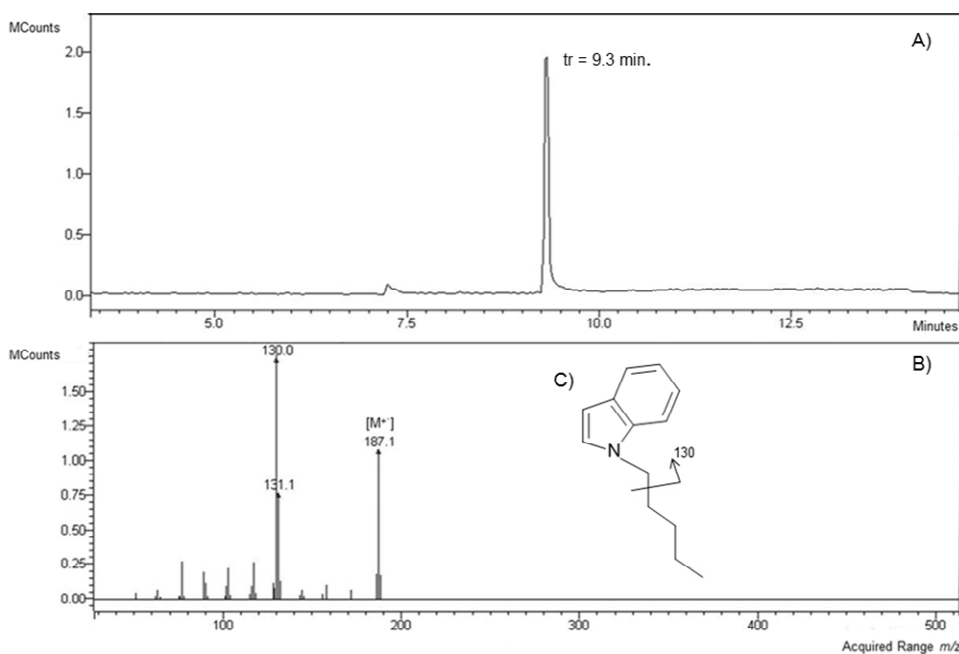 MCounts
A)
tr = 9.3 min.
2.0
1.5
1.0
0.5
0.0
5.0 7.5 10.0 12.5 Minutes
MCounts
B)
130.0
C)
1.50
[M+·]
1.25
187.1
130
1.00
131.1
N
0.75
0.50
0.25
0.00
100 200 300 400 500
Acquired Range m/z